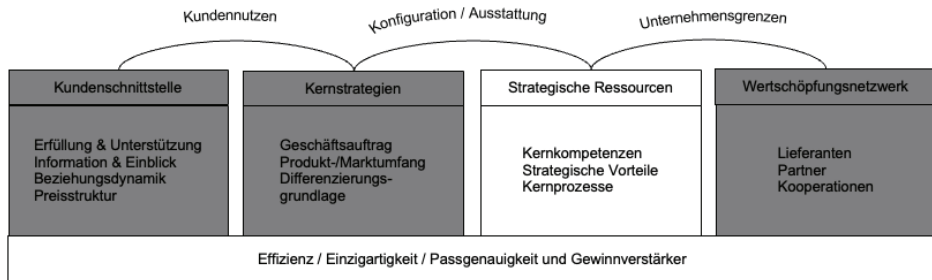 Kundennutzen
Konfiguration / Ausstattung
Unternehmensgrenzen
Kundenschnittstelle
Erfüllung & Unterstützung
Information & Einblick
Beziehungsdynamik
Preisstruktur
Kernstrategien
Geschäftsauftrag
Produkt-/Marktumfang
Differenzierungs-
grundlage
Strategische Ressourcen
Kernkompetenzen
Strategische Vorteile
Kernprozesse
Wertschöpfungsnetzwerk
Lieferanten
Partner
Kooperationen
Effizienz / Einzigartigkeit / Passgenauigkeit und Gewinnverstärker